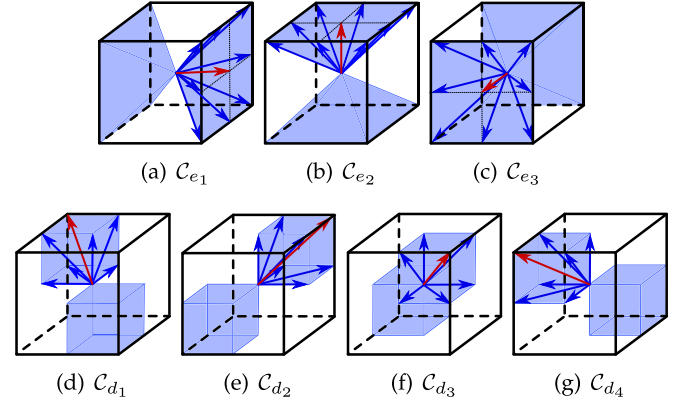 (a) 𝒞ₑ₁ (b) 𝒞ₑ₂ (c) 𝒞ₑ₃
(d) 𝒞d₁ (e) 𝒞d₂ (f) 𝒞d₃ (g) 𝒞d₄